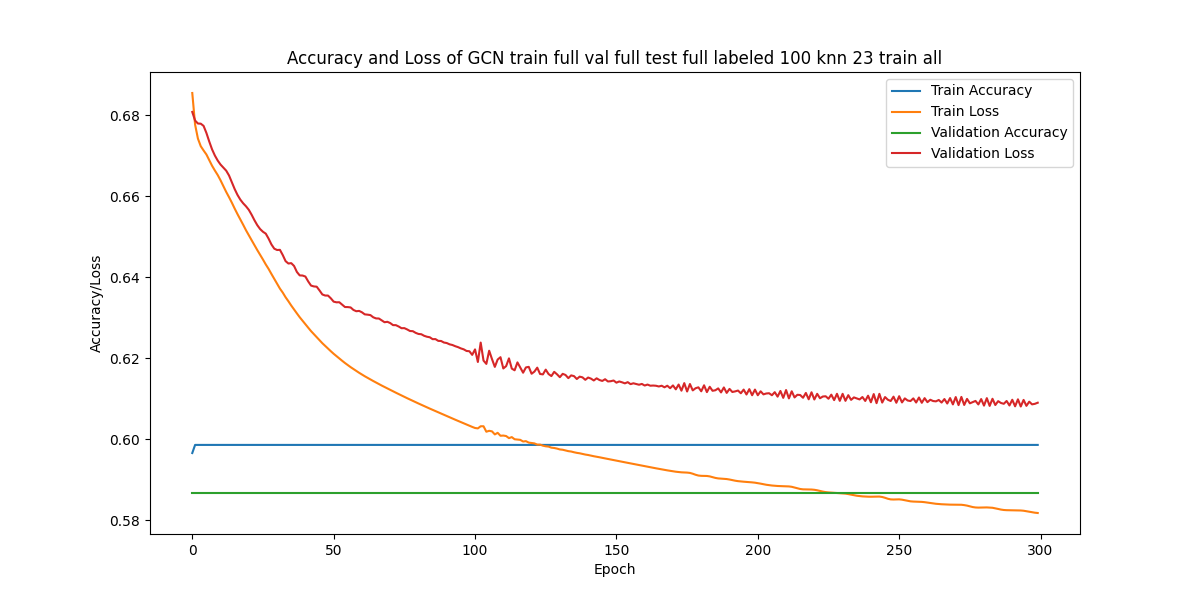 Accuracy and Loss of GCN train full val full test full labeled 100 knn 23 train all
Train Accuracy
Train Loss
Validation Accuracy
Validation Loss
Accuracy/Loss
0.68
0.66
0.64
0.62
0.60
0.58
0 50 100 150 200 250 300
Epoch